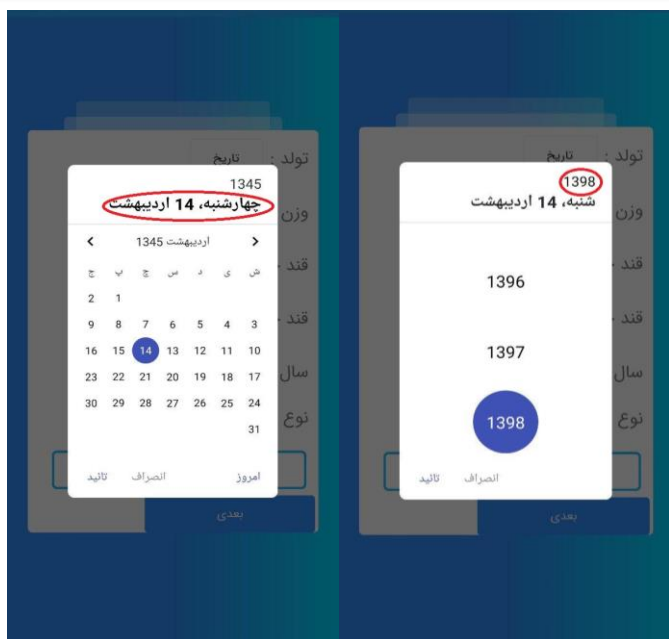 تولد : تاریخ
1398
شنبه، 14 اردیبهشت
وزن
قند
1396
قند
1397
سال
1398
نوع
انصراف تائید
بعدی
تولد : تاریخ
1345
چهارشنبه، 14 اردیبهشت
وزن
اردیبهشت 1345
قند
ش ی د س چ پ ج
1 2
قند
3 4 5 6 7 8 9
10 11 12 13 14 15 16
سال
17 18 19 20 21 22 23
24 25 26 27 28 29 30
نوع
31
امروز انصراف تائید
بعدی